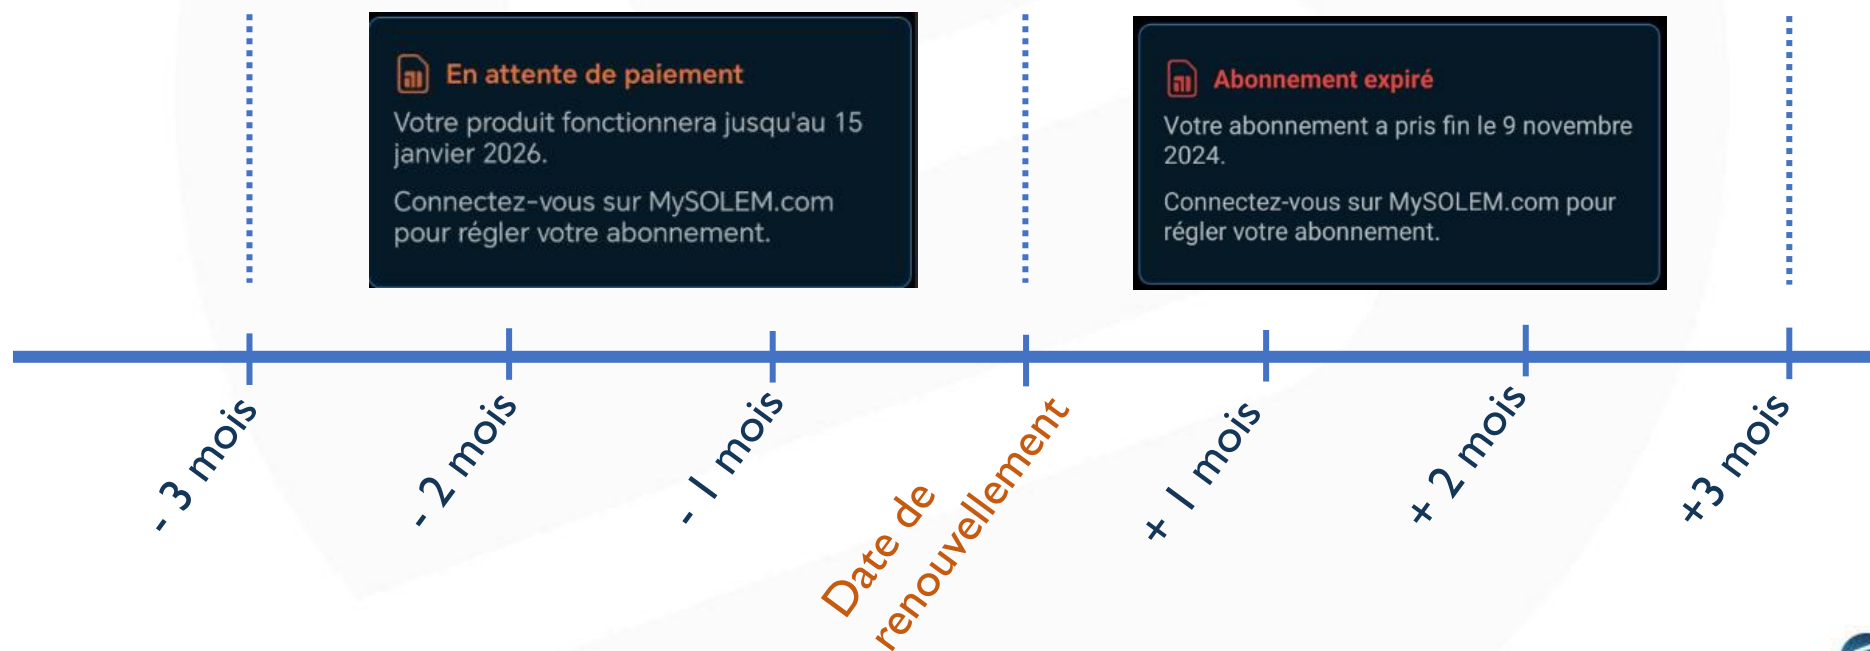 En attente de paiement
Votre produit fonctionnera jusqu'au 15
janvier 2026.
Connectez-vous sur MySOLEM.com
pour régler votre abonnement.
Abonnement expiré
Votre abonnement a pris fin le 9 novembre
2024.
Connectez-vous sur MySOLEM.com pour
régler votre abonnement.
- 3 mois
- 2 mois
- 1 mois
Date de
renouvellement
+ 1 mois
+ 2 mois
+3 mois